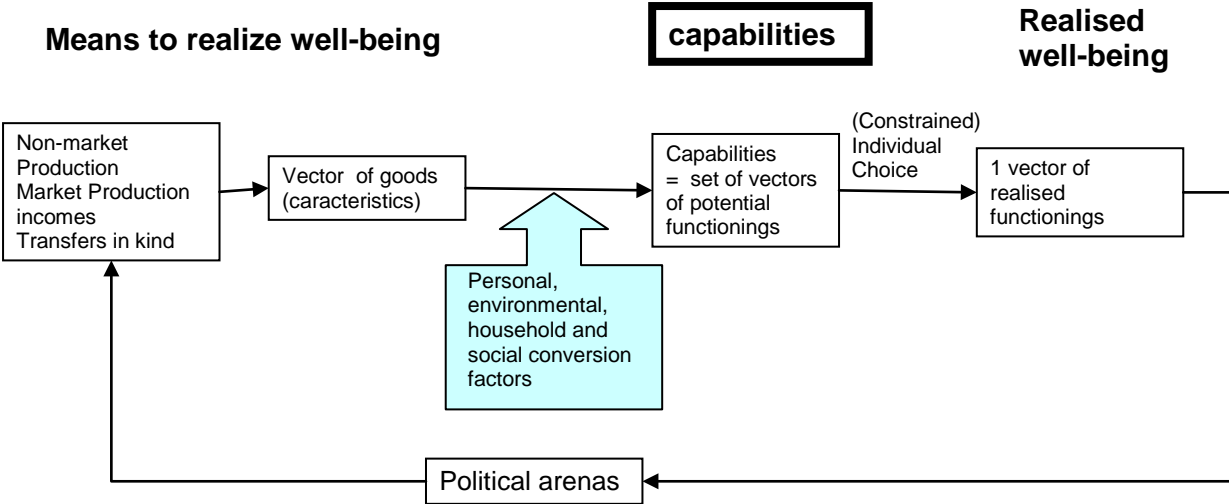 Means to realize well-being
capabilities
Realised
well-being
Non-market
Production
Market Production
incomes
Transfers in kind
Vector of goods
(caracteristics)
Personal,
environmental,
household and
social conversion
factors
Capabilities
= set of vectors
of potential
functionings
(Constrained)
Individual
Choice
1 vector of
realised
functionings
Political arenas